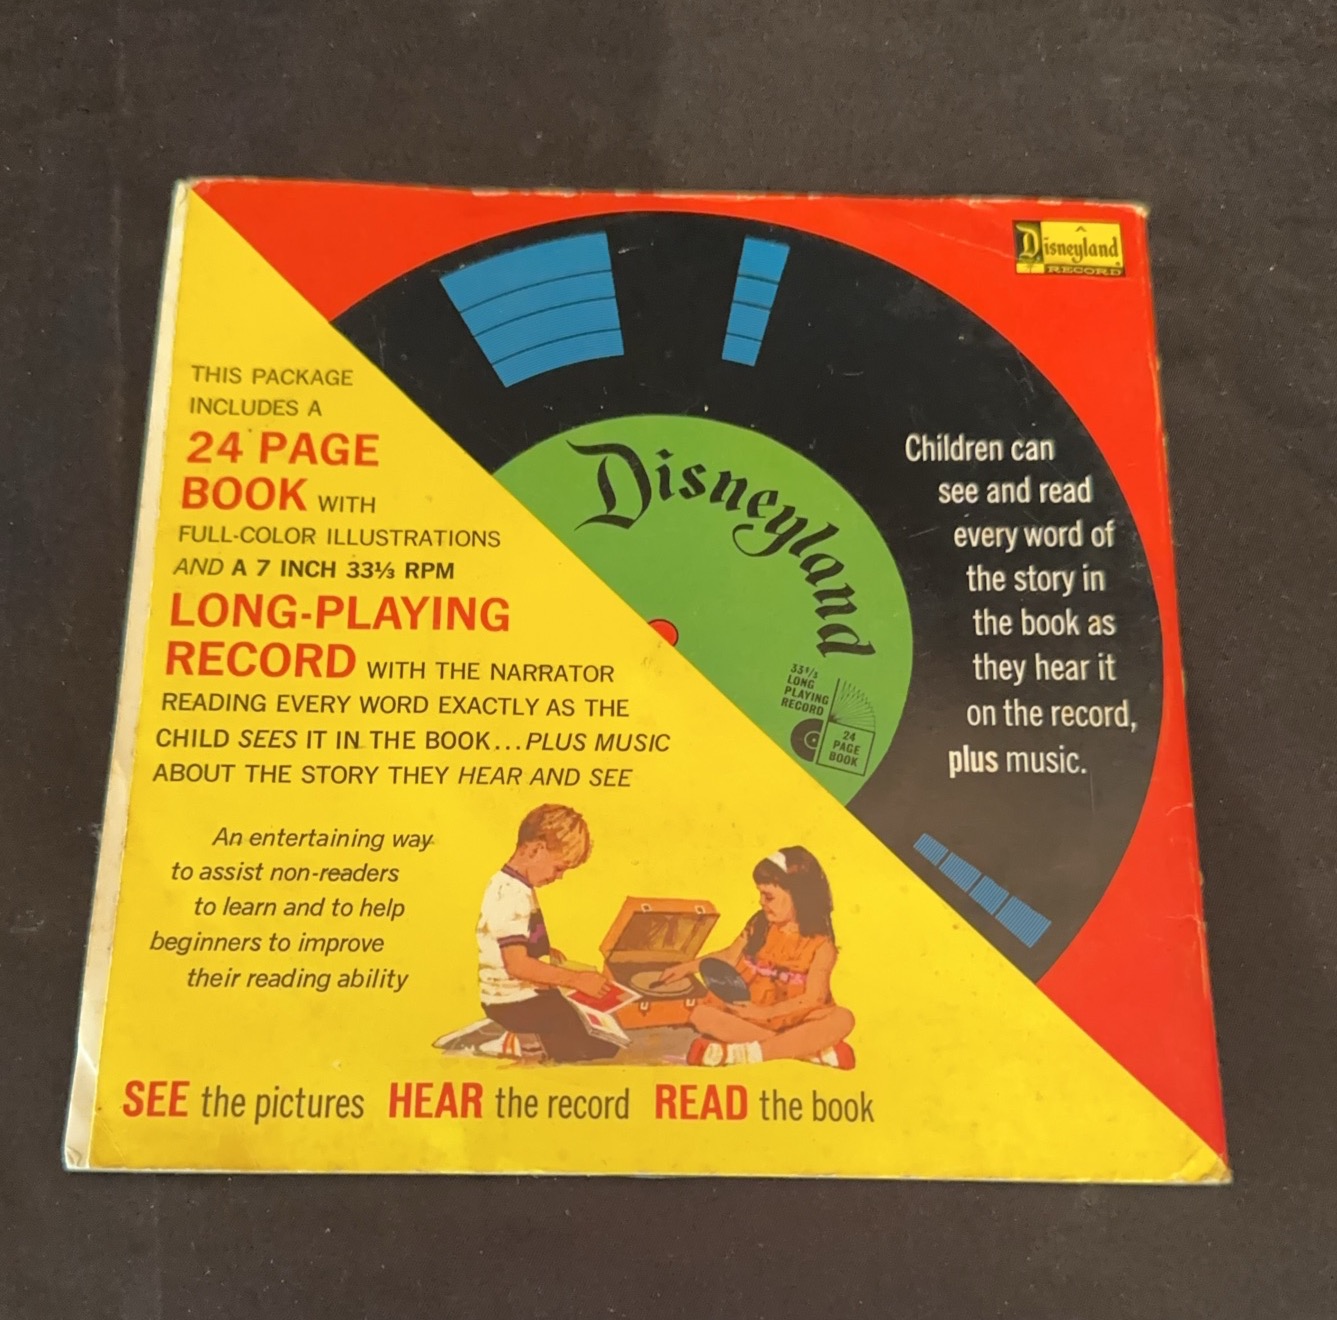 Disneyland
RECORD
THIS PACKAGE
INCLUDES A
24 PAGE
BOOK WITH
FULL-COLOR ILLUSTRATIONS
AND A 7 INCH 33⅓ RPM
LONG-PLAYING
RECORD WITH THE NARRATOR
READING EVERY WORD EXACTLY AS THE
CHILD SEES IT IN THE BOOK...PLUS MUSIC
ABOUT THE STORY THEY HEAR AND SEE
An entertaining way
to assist non-readers
to learn and to help
beginners to improve
their reading ability
SEE the pictures HEAR the record READ the book
Disneyland
33⅓
LONG
PLAYING
RECORD
24
PAGE
BOOK
Children can
see and read
every word of
the story in
the book as
they hear it
on the record,
plus music.